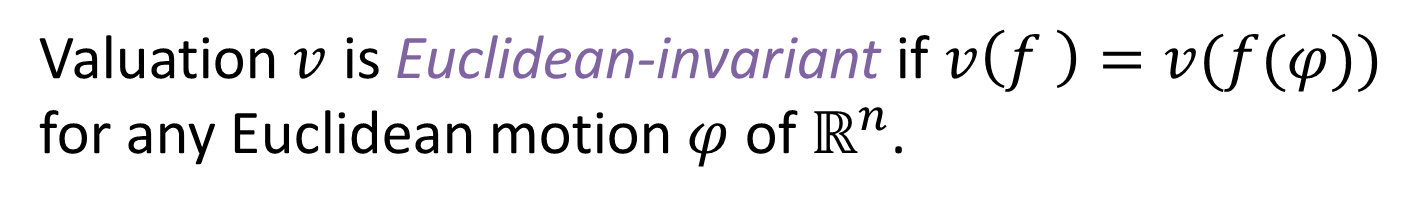 Valuation 𝑣 is Euclidean-invariant if 𝑣(𝑓 ) = 𝑣(𝑓(𝜑))
for any Euclidean motion 𝜑 of ℝⁿ.